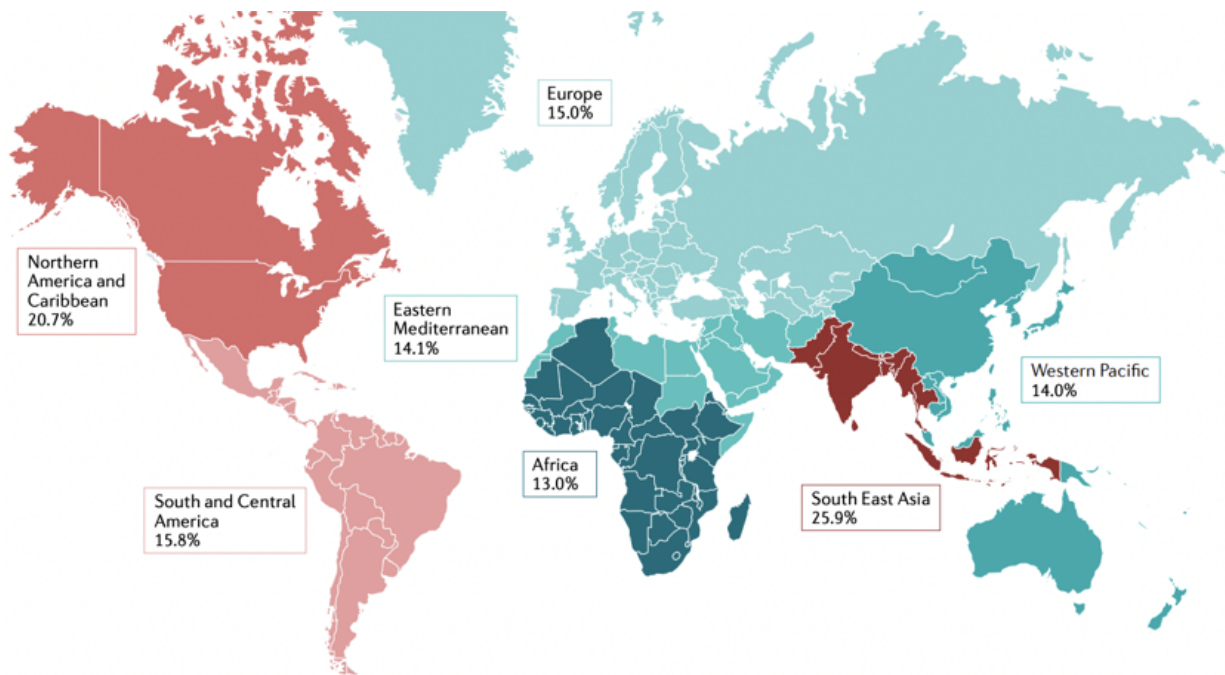 Europe
15.0%
Northern
America and
Caribbean
20.7%
Eastern
Mediterranean
14.1%
Western Pacific
14.0%
Africa
13.0%
South East Asia
25.9%
South and Central
America
15.8%